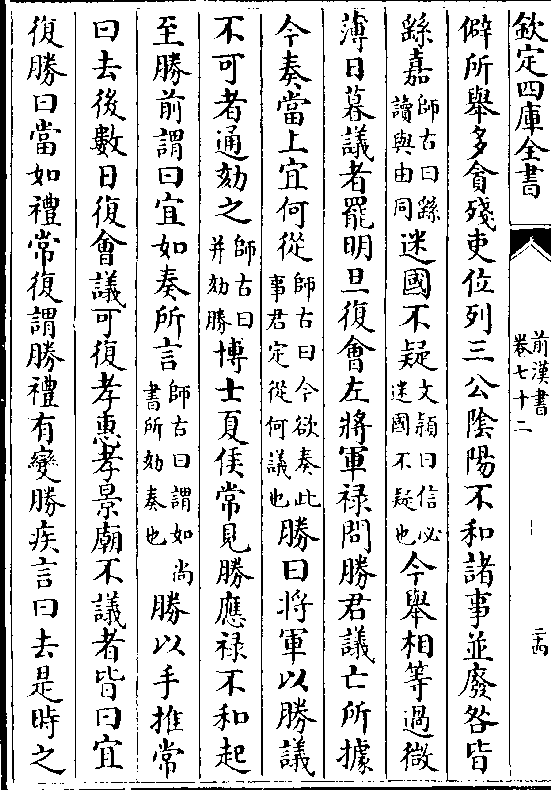 欽定四庫全書
前漢書
卷七十二
二十四
僻所舉多貪殘吏位列三公陰陽不和諸事並廢咎皆
繇嘉師古曰繇讀與由同迷國不疑文頴曰信必迷國不疑也今舉相等過微
薄日暮議者罷明旦復會左將軍禄問勝君議亡所據
今奏當上宜何從師古曰今欲奏此事君定從何議也勝曰將軍以勝議
不可者通劾之師古曰并劾勝博士夏侯常見勝應禄不和起
至勝前謂曰宜如奏所言師古曰謂如尚書所劾奏也勝以手推常
曰去後數日復會議可復孝惠孝景廟不議者皆曰宜
復勝曰當如禮常復謂勝禮有變勝疾言曰去是時之